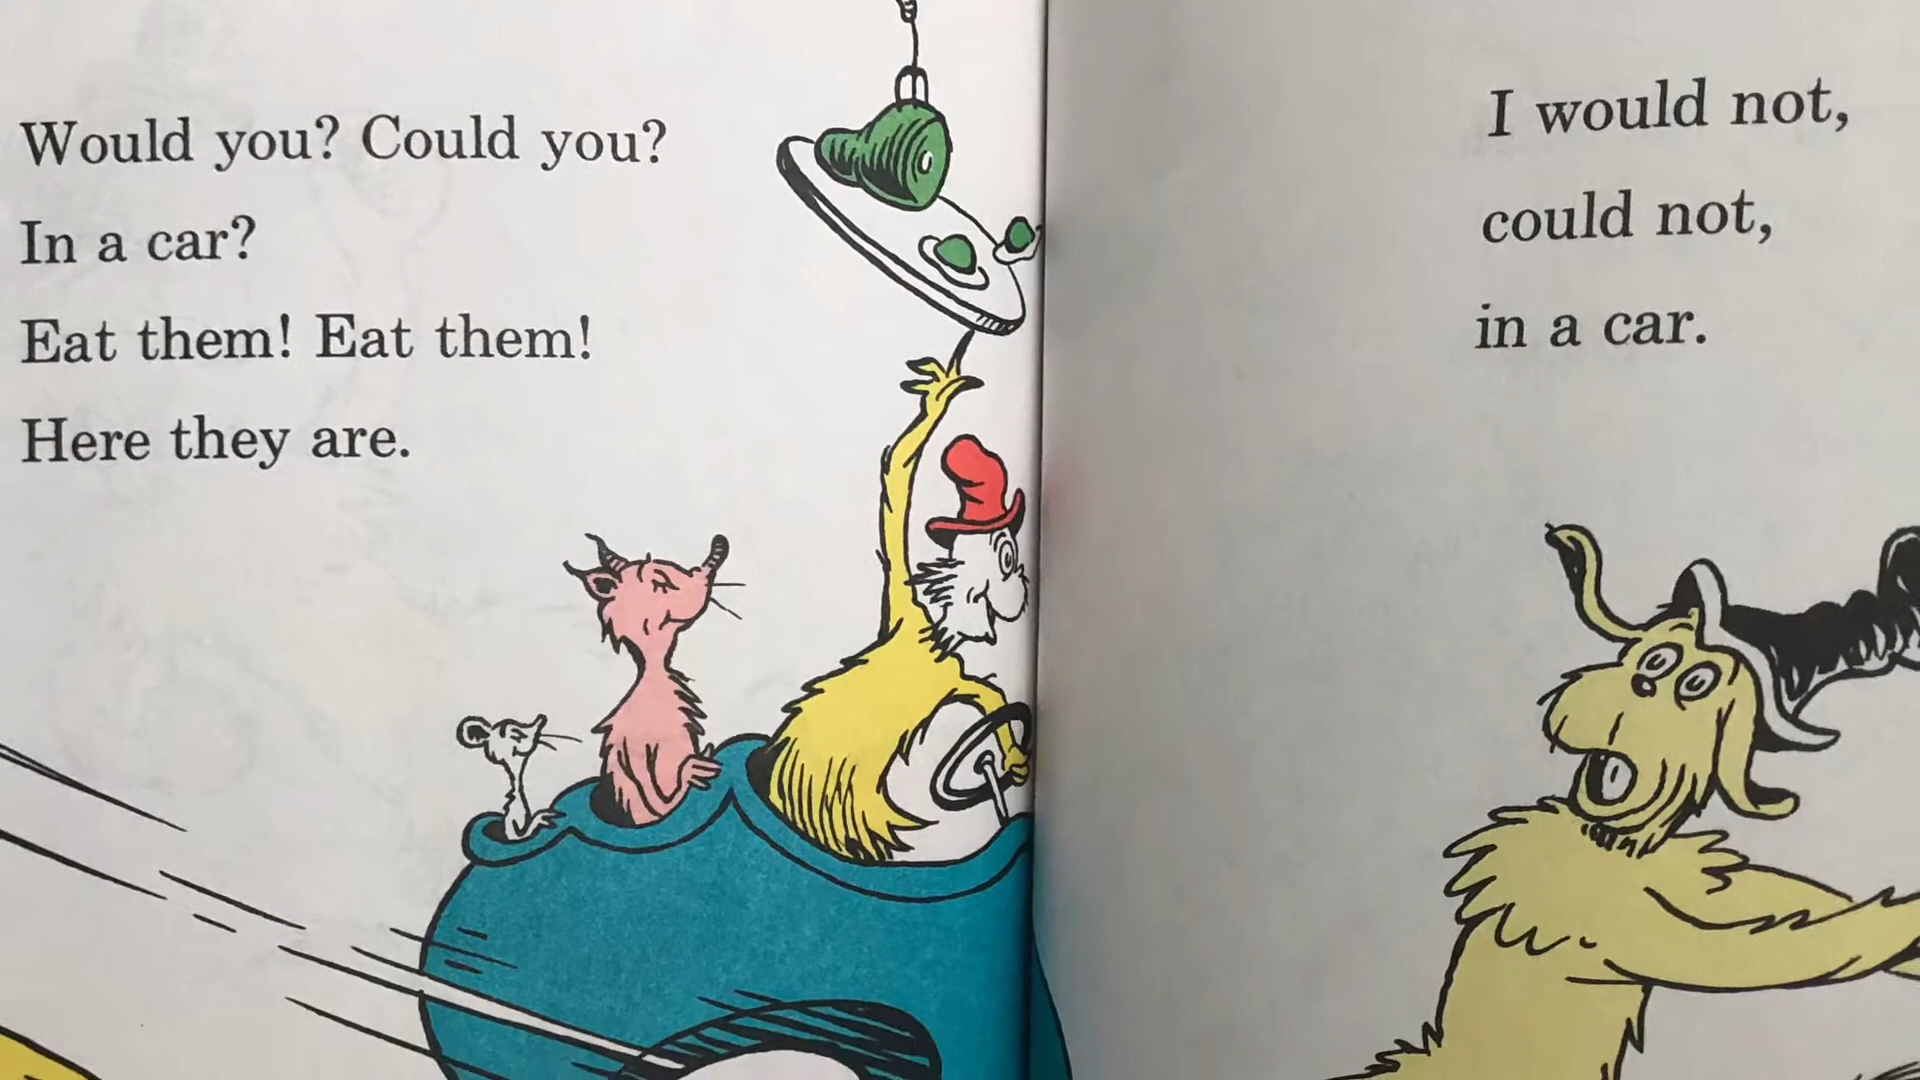 Would you? Could you?
In a car?
Eat them! Eat them!
Here they are.
I would not,
could not,
in a car.